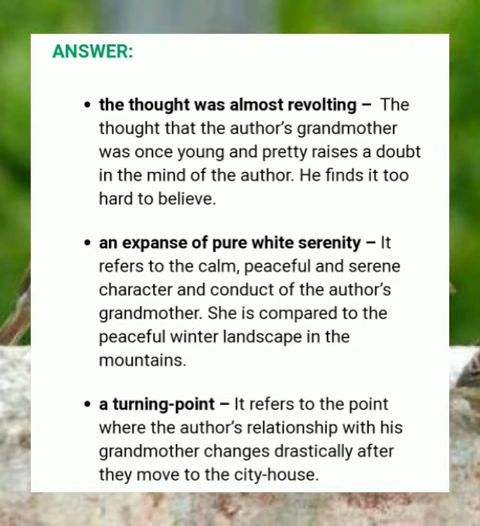 ANSWER:
• the thought was almost revolting – The
thought that the author's grandmother
was once young and pretty raises a doubt
in the mind of the author. He finds it too
hard to believe.
• an expanse of pure white serenity – It
refers to the calm, peaceful and serene
character and conduct of the author's
grandmother. She is compared to the
peaceful winter landscape in the
mountains.
• a turning-point – It refers to the point
where the author's relationship with his
grandmother changes drastically after
they move to the city-house.